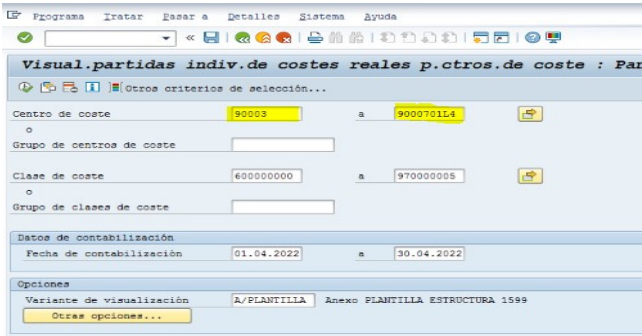 Programa Tratar Pasar a Detalles Sistema Ayuda
Visual.partidas indiv.de costes reales p.ctros.de coste : Par
Otros criterios de selección...
Centro de coste 90003 a 9000701L4
o
Grupo de centros de coste
Clase de coste 600000000 a 970000005
o
Grupo de clases de coste
Datos de contabilización
Fecha de contabilización 01.04.2022 a 30.04.2022
Opciones
Variante de visualización A/PLANTILLA Anexo PLANTILLA ESTRUCTURA 1599
Otras opciones...